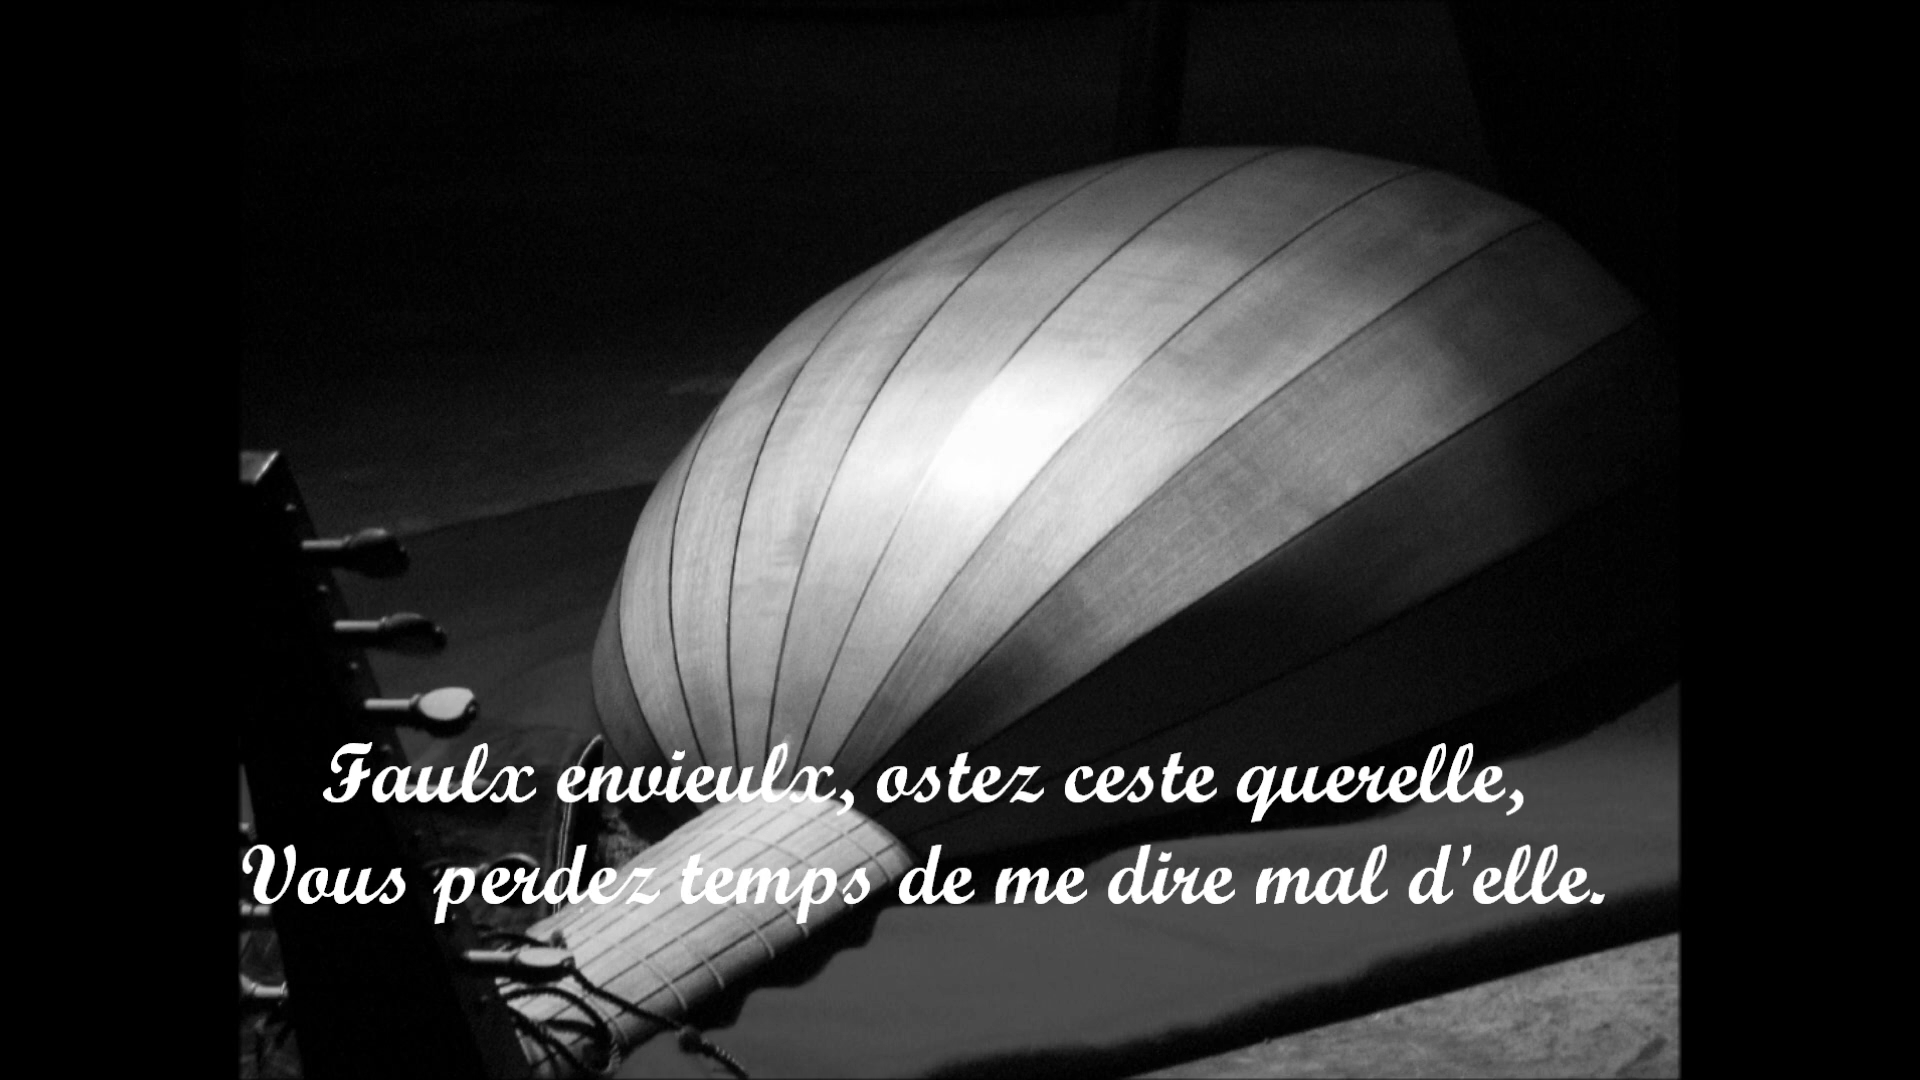 Faulx envieulx, ostez ceste querelle,
Vous perdez temps de me dire mal d'elle.